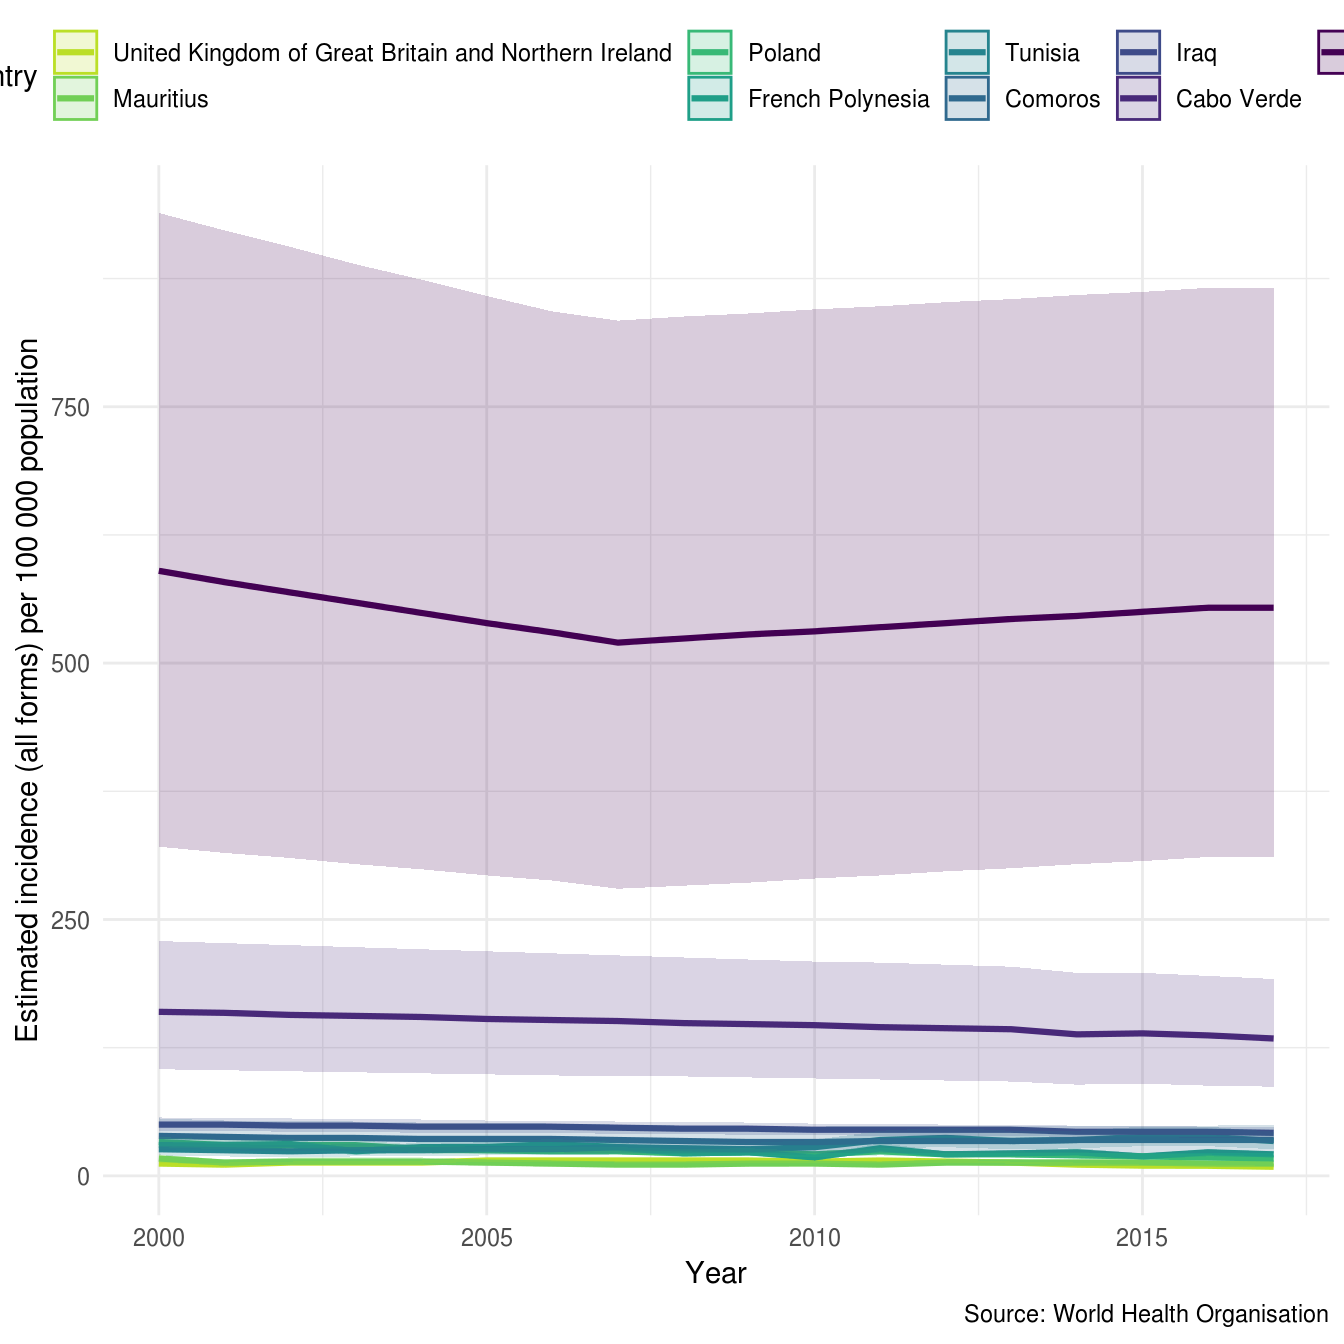 United Kingdom of Great Britain and Northern Ireland Poland Tunisia Iraq
ntry
Mauritius French Polynesia Comoros Cabo Verde
Estimated incidence (all forms) per 100 000 population
750
500
250
0
2000 2005 2010 2015
Year
Source: World Health Organisation